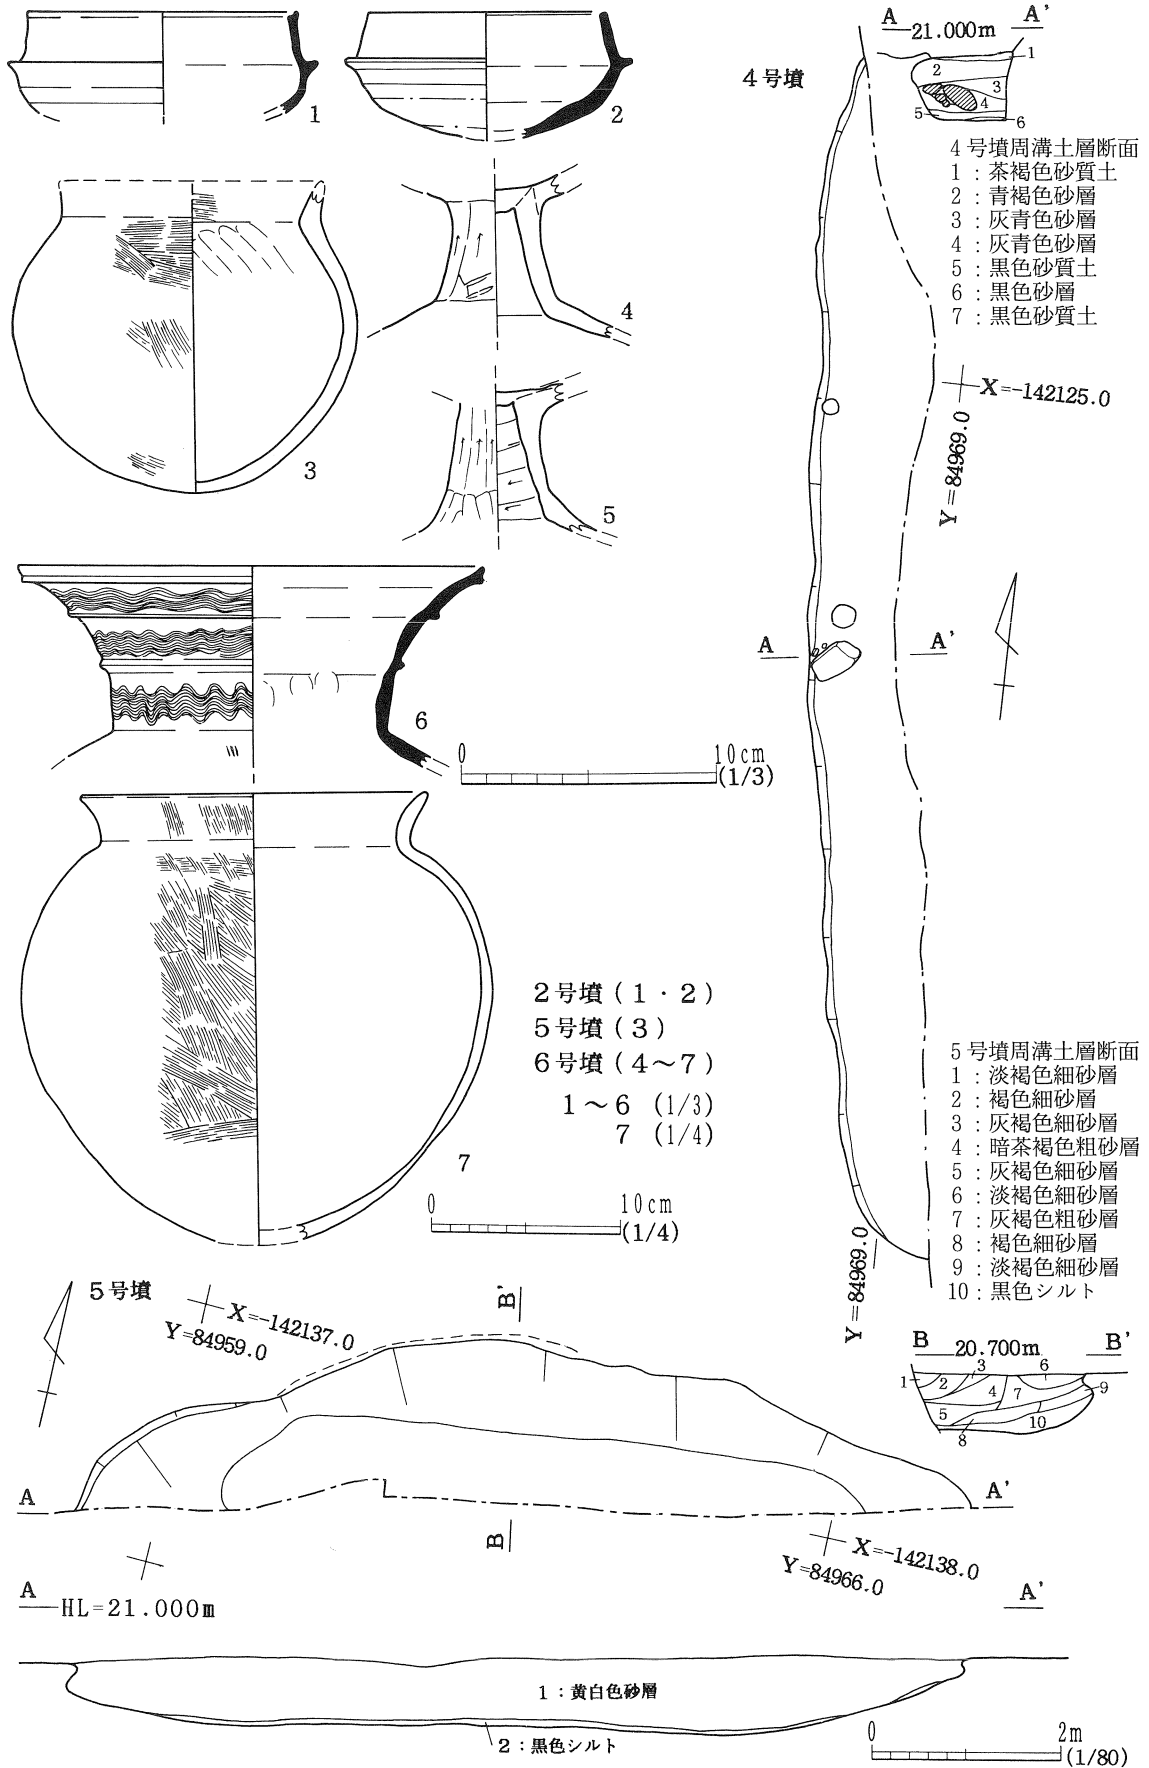 1
2
3
4
5
6
0 10cm
(1/3)
7
2号墳(1・2)
5号墳(3)
6号墳(4～7)
1～6 (1/3)
7 (1/4)
0 10cm
(1/4)
4号墳
A 21.000m A'
1
2
3
4
5
6
4号墳周溝土層断面
1：茶褐色砂質土
2：青褐色砂層
3：灰青色砂層
4：灰青色砂層
5：黒色砂質土
6：黒色砂層
7：黒色砂質土
X=-142125.0
Y=84969.0
A A'
Y=84969.0
5号墳周溝土層断面
1：淡褐色細砂層
2：褐色細砂層
3：灰褐色細砂層
4：暗茶褐色粗砂層
5：灰褐色細砂層
6：淡褐色細砂層
7：灰褐色粗砂層
8：褐色細砂層
9：淡褐色細砂層
10：黒色シルト
B 20.700m B'
1
2
3
4
5
6
7
8
9
10
5号墳
X=-142137.0
Y=84959.0
B'
A A'
B
X=-142138.0
Y=84966.0
A HL=21.000m A'
1：黄白色砂層
2：黒色シルト
0 2m
(1/80)